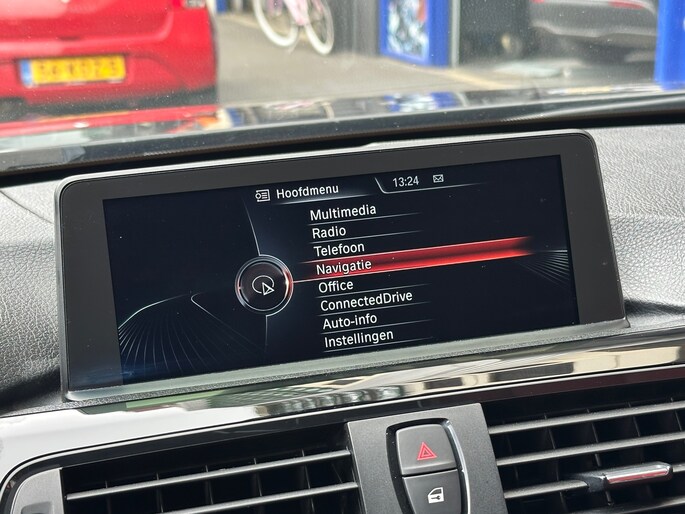 Hoofdmenu
13:24
Multimedia
Radio
Telefoon
Navigatie
Office
ConnectedDrive
Auto-info
Instellingen